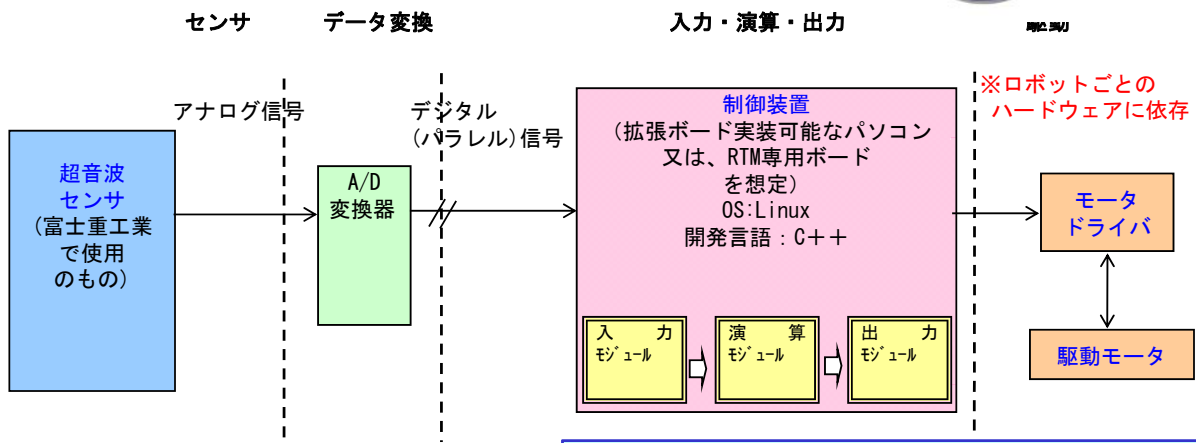 センサ
データ変換
入力・演算・出力
駆動
アナログ信号
デジタル
(パラレル)信号
※ロボットごとの
ハードウェアに依存
超音波
センサ
(富士重工業
で使用
のもの)
A/D
変換器
制御装置
(拡張ボード実装可能なパソコン
又は、RTM専用ボード
を想定)
OS:Linux
開発言語：C++
入 力
ﾓｼﾞｭｰﾙ
演 算
ﾓｼﾞｭｰﾙ
出 力
ﾓｼﾞｭｰﾙ
モータ
ドライバ
駆動モータ